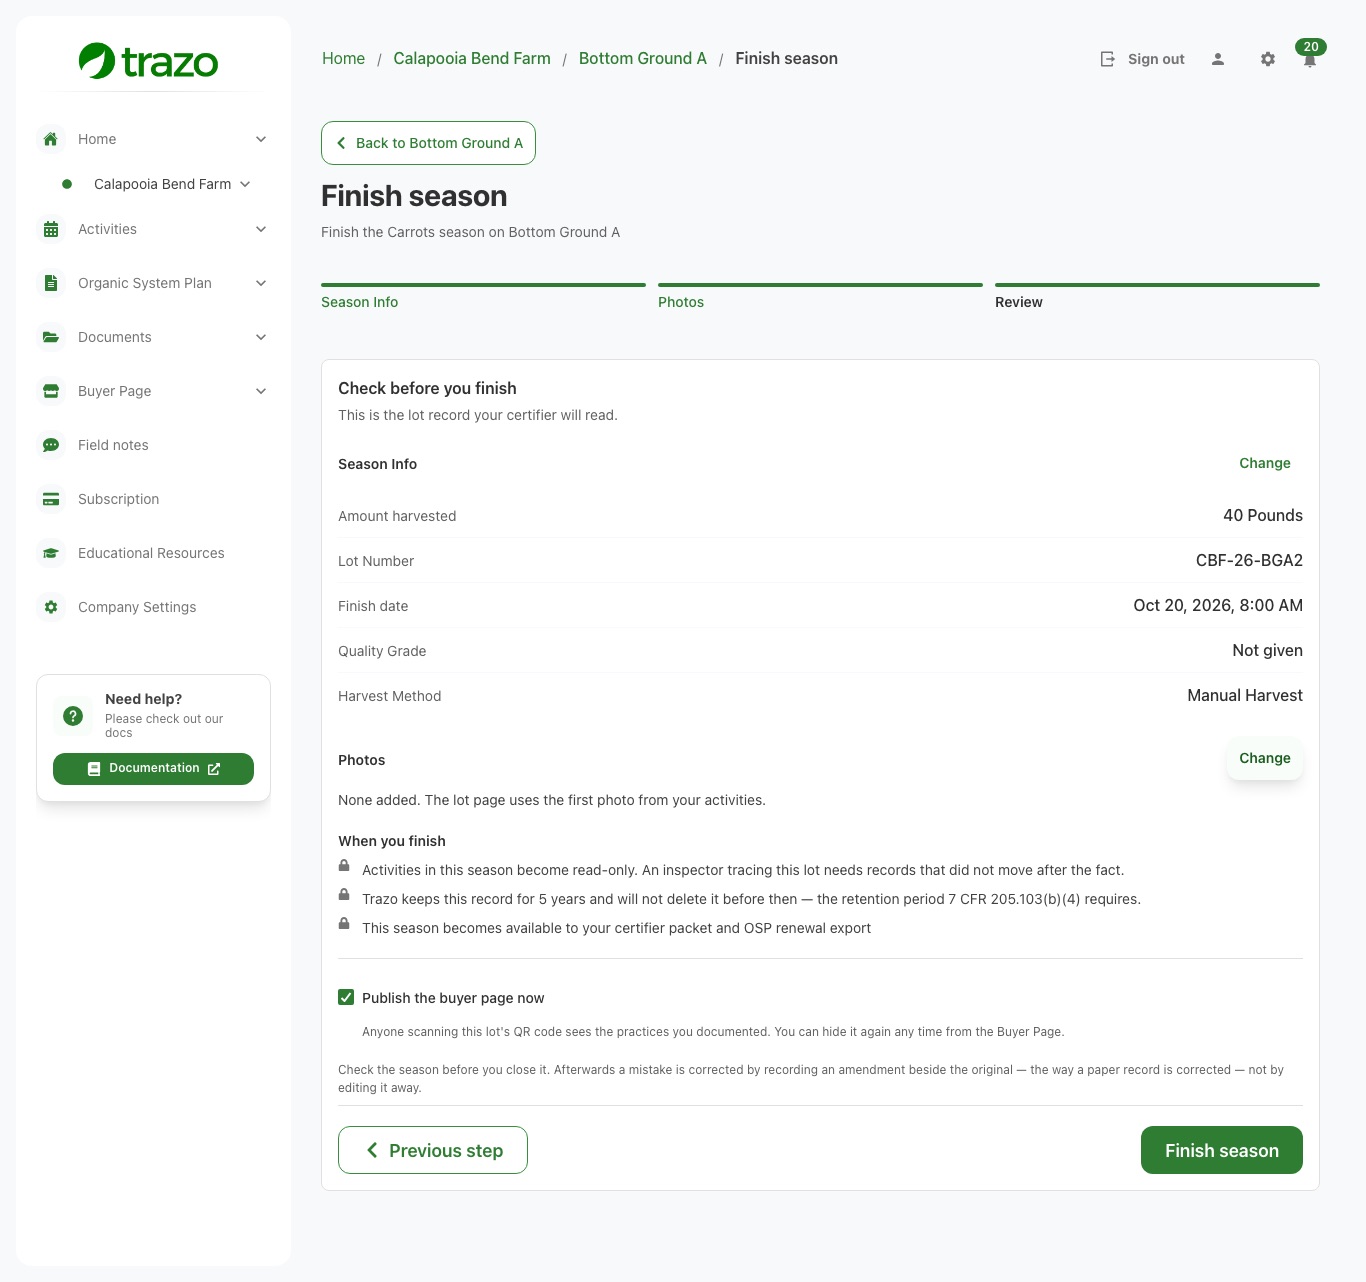 trazo
Home / Calapooia Bend Farm / Bottom Ground A / Finish season
Sign out
20
Home
Calapooia Bend Farm
Activities
Organic System Plan
Documents
Buyer Page
Field notes
Subscription
Educational Resources
Company Settings
Need help?
Please check out our
docs
Documentation
Back to Bottom Ground A
Finish season
Finish the Carrots season on Bottom Ground A
Season Info
Photos
Review
Check before you finish
This is the lot record your certifier will read.
Season Info Change
Amount harvested 40 Pounds
Lot Number CBF-26-BGA2
Finish date Oct 20, 2026, 8:00 AM
Quality Grade Not given
Harvest Method Manual Harvest
Photos Change
None added. The lot page uses the first photo from your activities.
When you finish
Activities in this season become read-only. An inspector tracing this lot needs records that did not move after the fact.
Trazo keeps this record for 5 years and will not delete it before then — the retention period 7 CFR 205.103(b)(4) requires.
This season becomes available to your certifier packet and OSP renewal export
Publish the buyer page now
Anyone scanning this lot's QR code sees the practices you documented. You can hide it again any time from the Buyer Page.
Check the season before you close it. Afterwards a mistake is corrected by recording an amendment beside the original — the way a paper record is corrected — not by
editing it away.
Previous step
Finish season